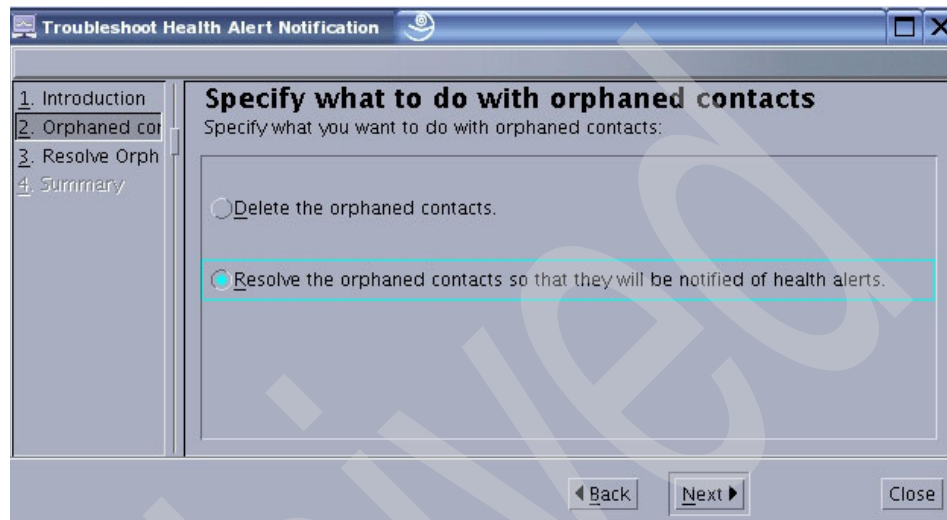 Troubleshoot Health Alert Notification
1. Introduction
2. Orphaned cor
3. Resolve Orph
4. Summary
Specify what to do with orphaned contacts
Specify what you want to do with orphaned contacts:
Delete the orphaned contacts.
Resolve the orphaned contacts so that they will be notified of health alerts.
Back
Next
Close